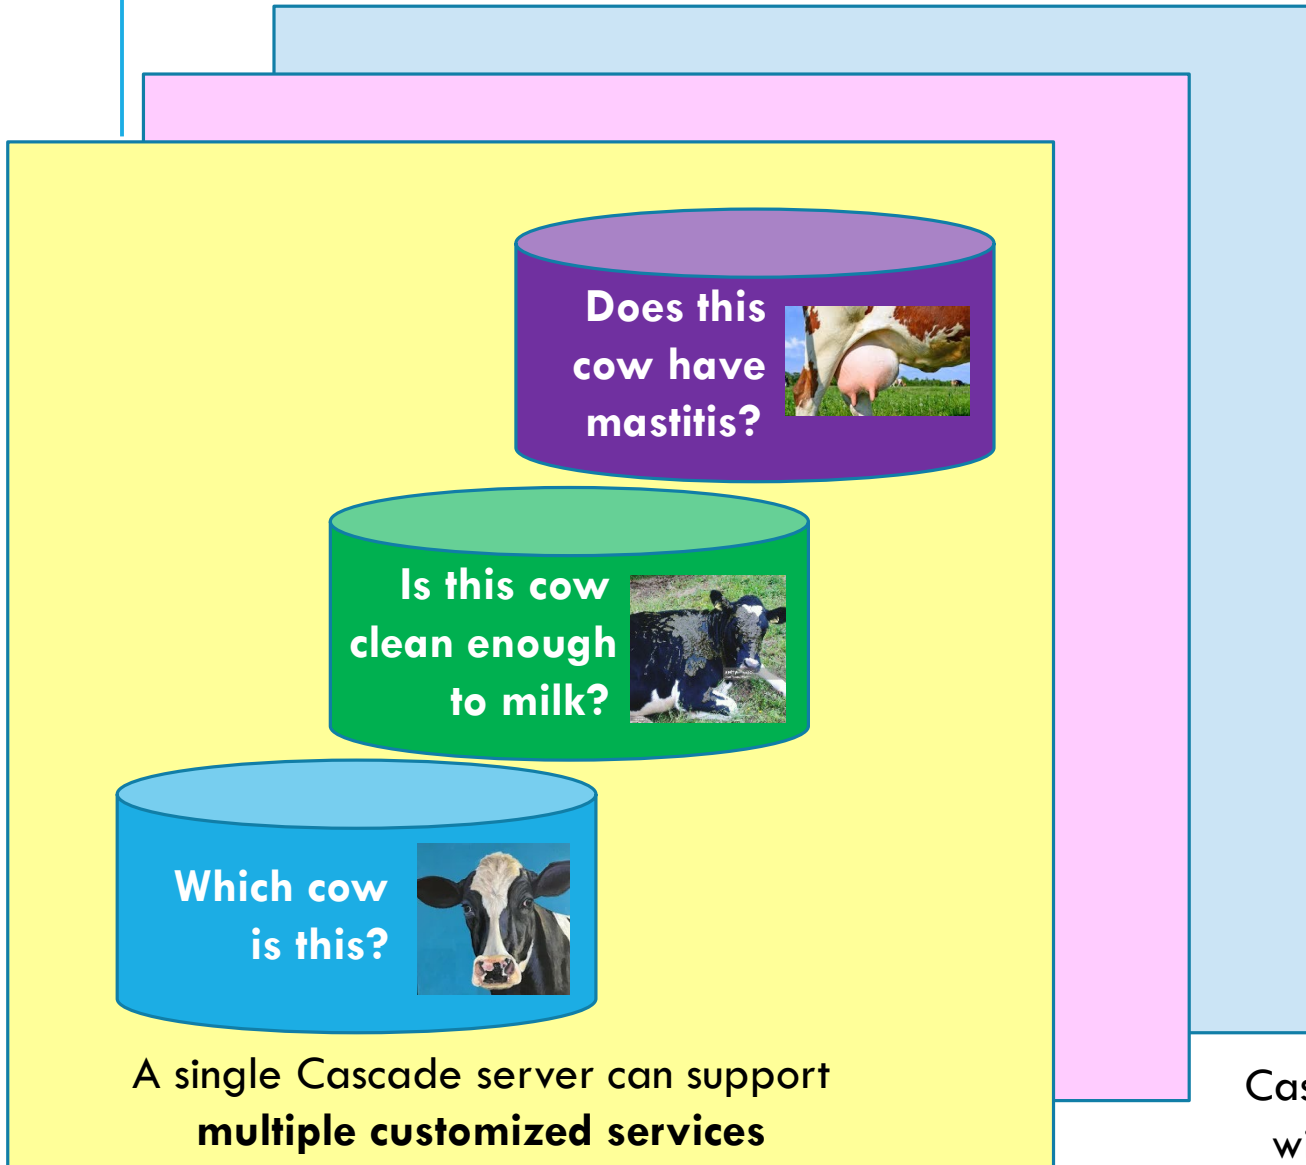 Does this
cow have
mastitis?
Is this cow
clean enough
to milk?
Which cow
is this?
A single Cascade server can support
multiple customized services